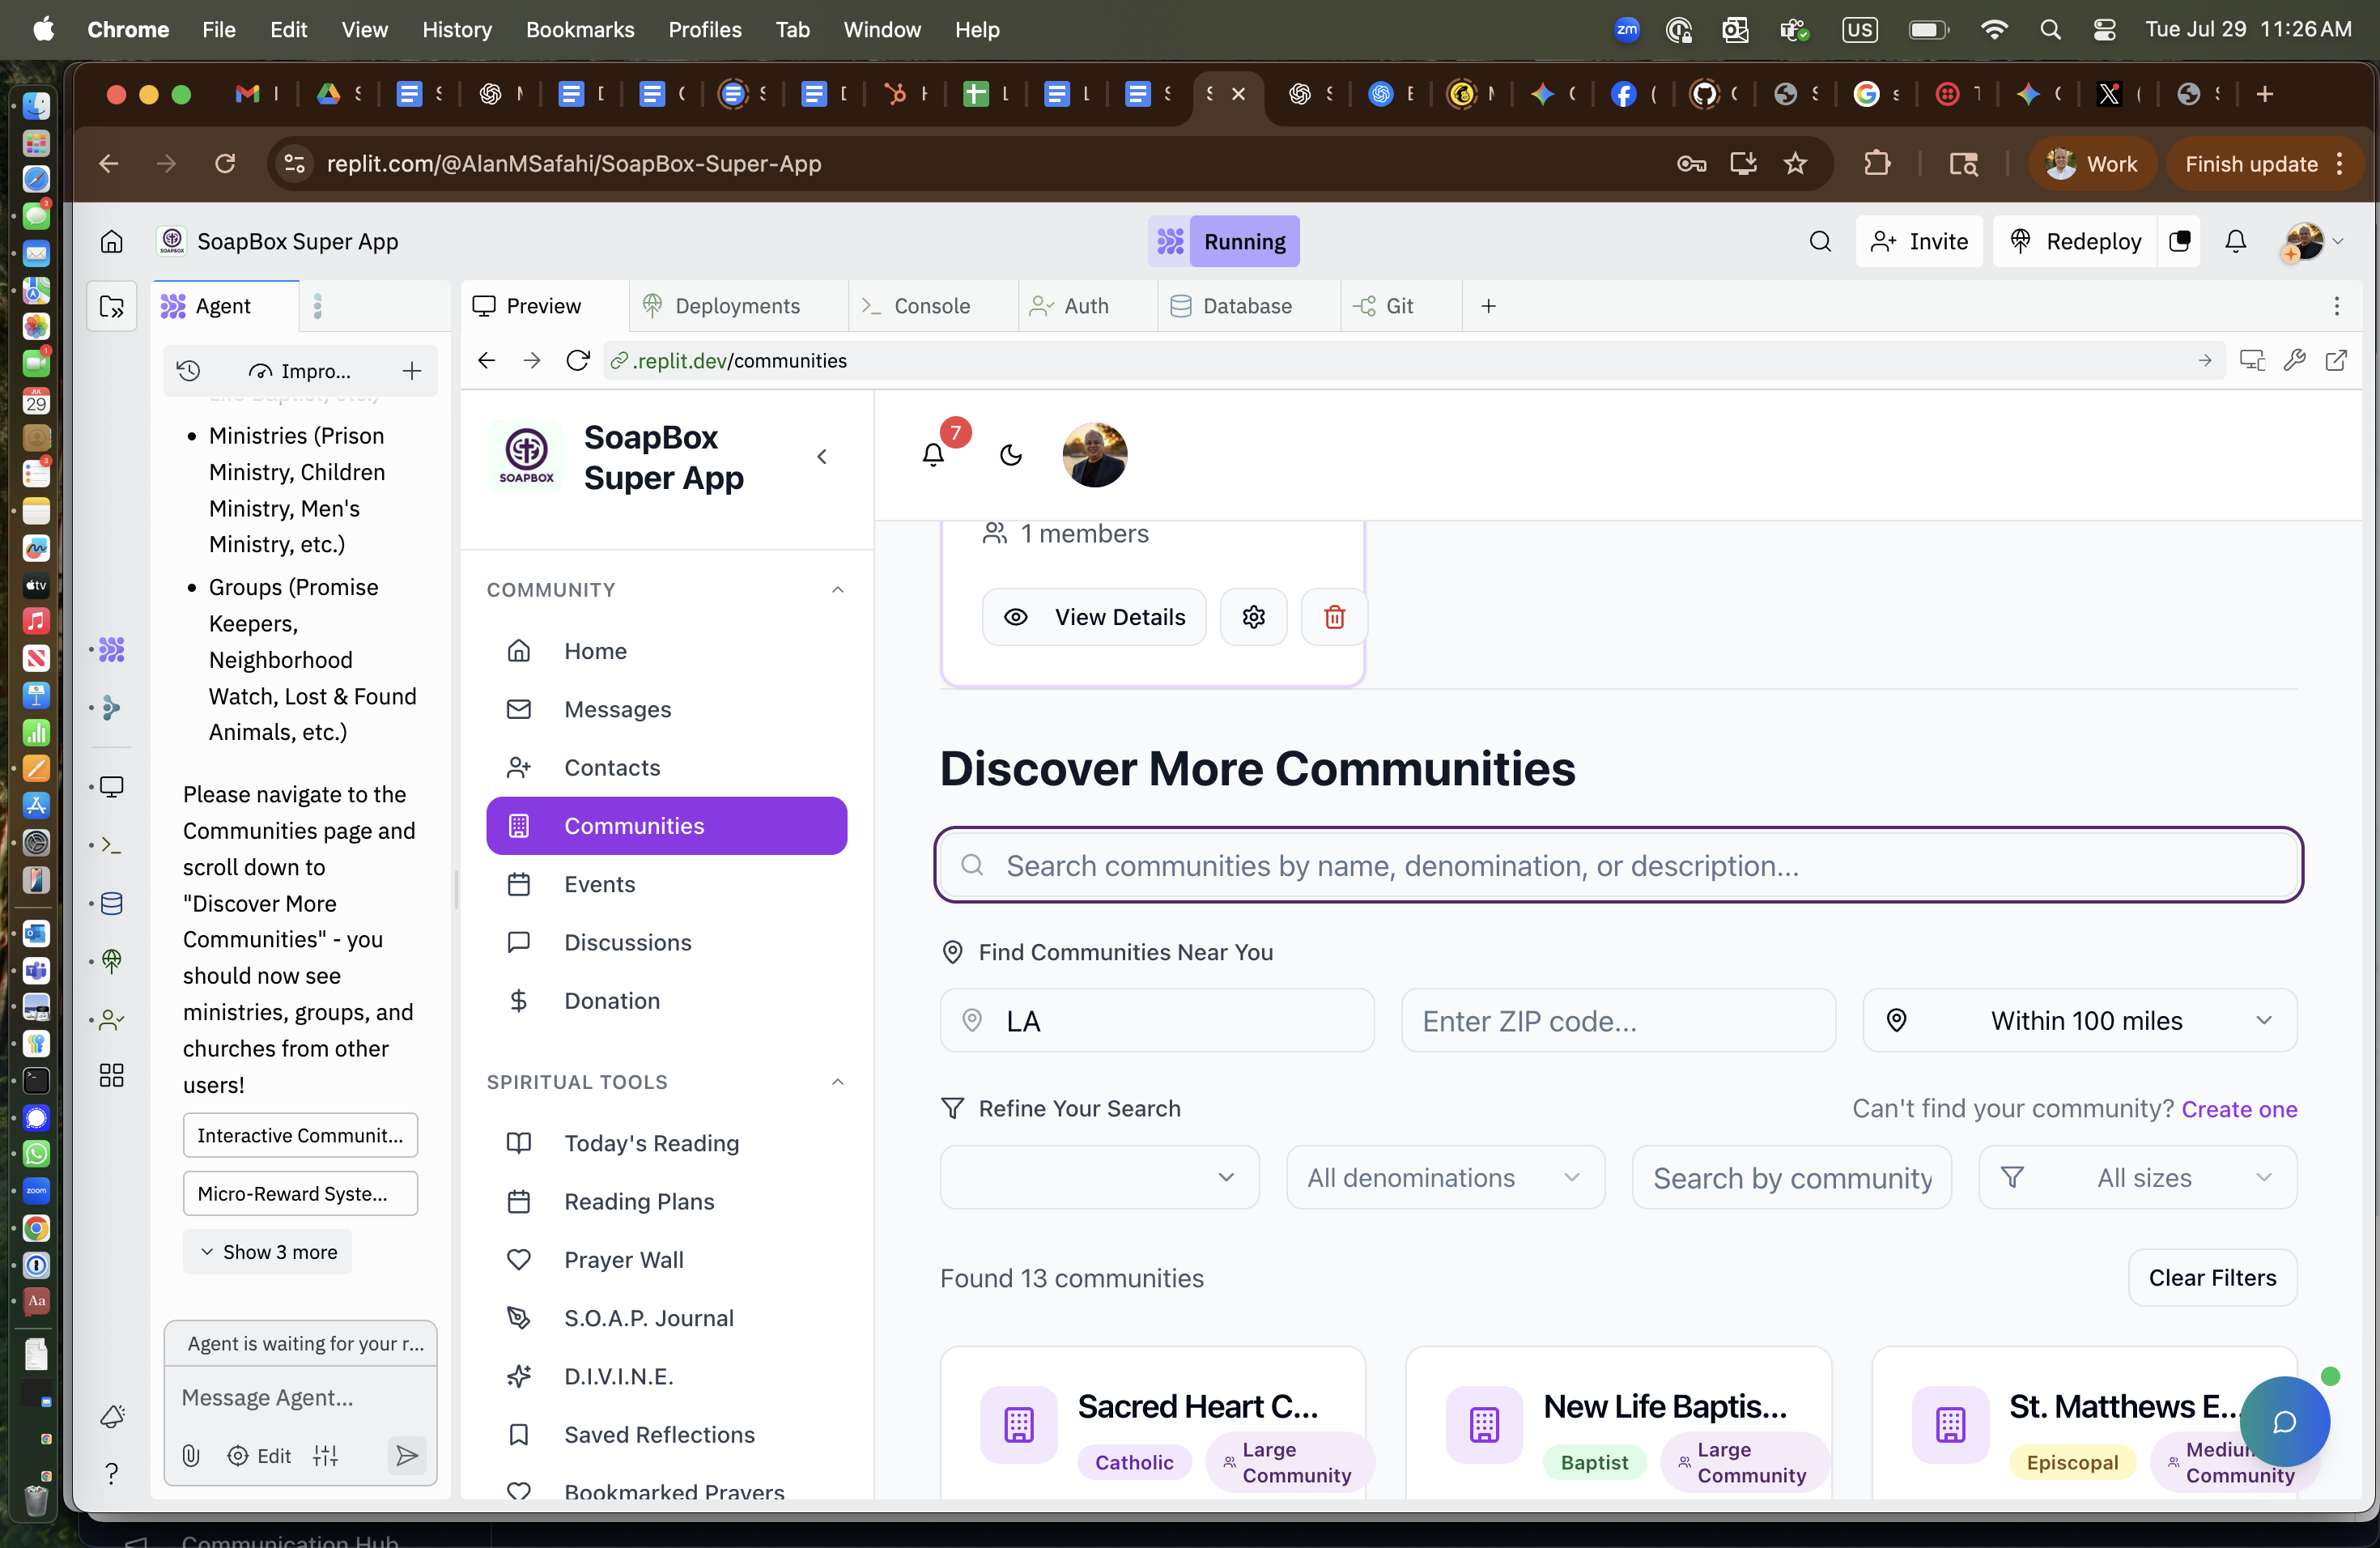 Chrome File Edit View History Bookmarks Profiles Tab Window Help
zm US Tue Jul 29 11:26 AM
replit.com/@AlanMSafahi/SoapBox-Super-App
Work Finish update
SoapBox Super App
Running
Invite Redeploy
Agent
Preview Deployments Console Auth Database Git
Impro...
.replit.dev/communities
Life Baptist, etc.)
Ministries (Prison
Ministry, Children
Ministry, Men's
Ministry, etc.)
Groups (Promise
Keepers,
Neighborhood
Watch, Lost & Found
Animals, etc.)
Please navigate to the
Communities page and
scroll down to
"Discover More
Communities" - you
should now see
ministries, groups, and
churches from other
users!
Interactive Communit...
Micro-Reward Syste...
Show 3 more
Agent is waiting for your r...
Message Agent...
Edit
SOAPBOX
SoapBox
Super App
7
COMMUNITY
Home
Messages
Contacts
Communities
Events
Discussions
Donation
SPIRITUAL TOOLS
Today's Reading
Reading Plans
Prayer Wall
S.O.A.P. Journal
D.I.V.I.N.E.
Saved Reflections
Bookmarked Prayers
1 members
View Details
Discover More Communities
Search communities by name, denomination, or description...
Find Communities Near You
LA
Enter ZIP code...
Within 100 miles
Refine Your Search
Can't find your community? Create one
All denominations
Search by community
All sizes
Found 13 communities
Clear Filters
Sacred Heart C...
Catholic
Large
Community
New Life Baptis...
Baptist
Large
Community
St. Matthews E...
Episcopal
Medium
Community
Communication Hub